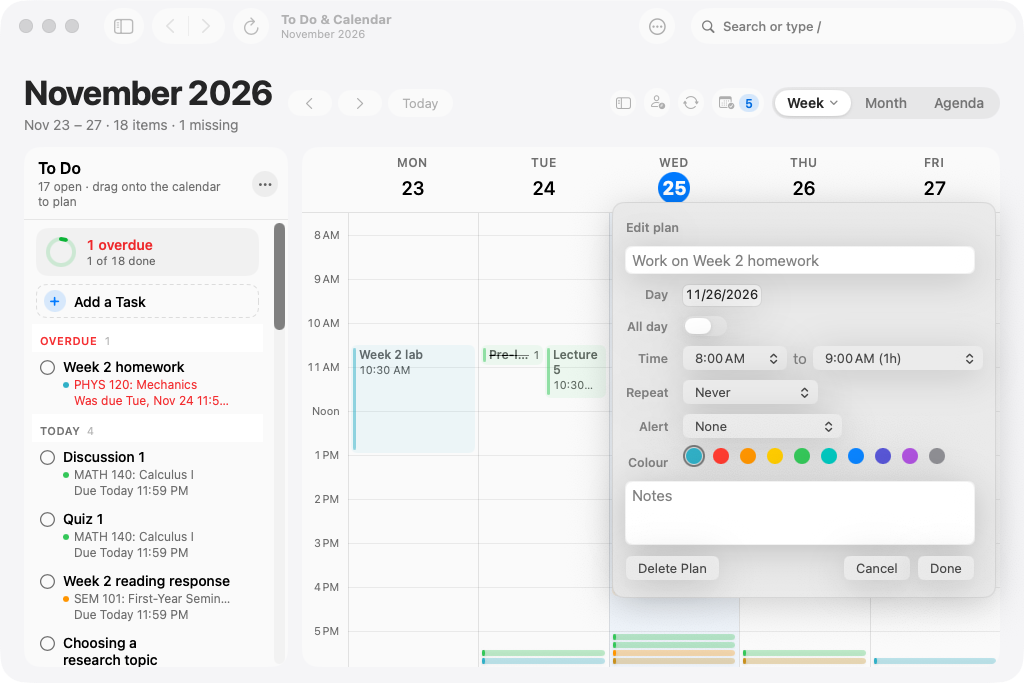 To Do & Calendar
November 2026
Search or type /
November 2026
Nov 23 – 27 · 18 items · 1 missing
Today
5
Week
Month
Agenda
To Do
17 open · drag onto the calendar
to plan
1 overdue
1 of 18 done
Add a Task
OVERDUE 1
Week 2 homework
PHYS 120: Mechanics
Was due Tue, Nov 24 11:5...
TODAY 4
Discussion 1
MATH 140: Calculus I
Due Today 11:59 PM
Quiz 1
MATH 140: Calculus I
Due Today 11:59 PM
Week 2 reading response
SEM 101: First-Year Semin...
Due Today 11:59 PM
Choosing a
research topic
MON
23
TUE
24
WED
25
THU
26
FRI
27
8 AM
9 AM
10 AM
11 AM
Noon
1 PM
2 PM
3 PM
4 PM
5 PM
Week 2 lab
10:30 AM
Pre-l... 1
Lecture
5
10:30...
Edit plan
Work on Week 2 homework
Day 11/26/2026
All day
Time 8:00 AM to 9:00 AM (1h)
Repeat Never
Alert None
Colour
Notes
Delete Plan
Cancel
Done